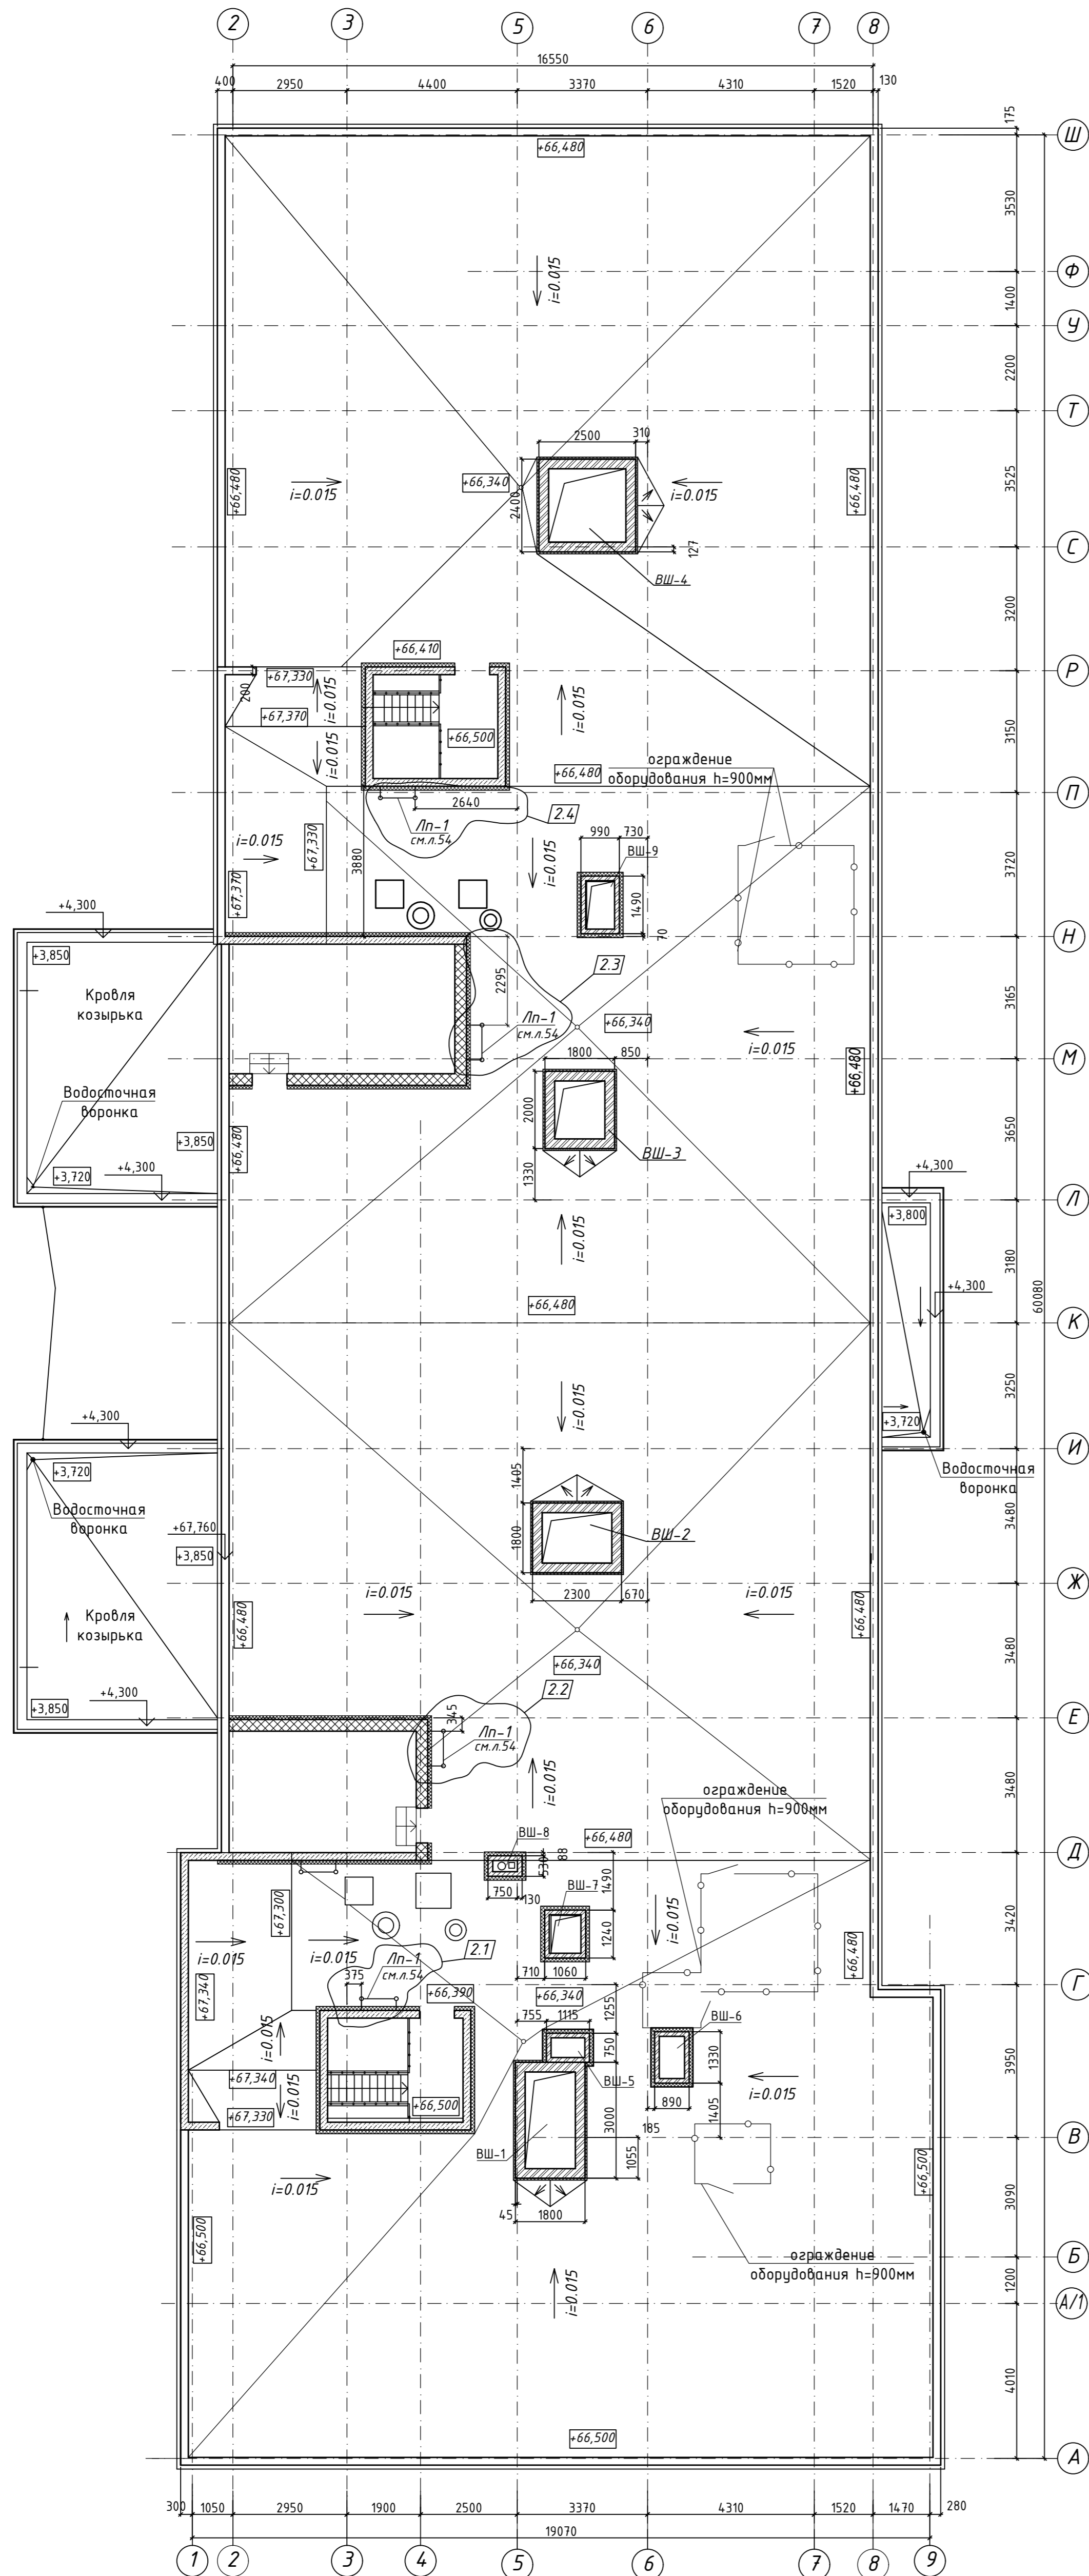 2
3
5
6
7
8
16550
400
2950
4400
3370
4310
1520
130
175
Ш
+66,480
3530
i=0.015
Ф
1400
У
2200
Т
2500
310
+66,480
i=0.015
+66,340
2400
i=0.015
+66,480
3525
127
С
ВШ-4
3200
+66,410
Р
+67,330
200
i=0.015
+67,370
+66,500
i=0.015
i=0.015
3150
ограждение
оборудования h=900мм
+66,480
П
2640
2.4
Лп-1
см.л.54
i=0.015
+67,330
3880
i=0.015
990
730
ВШ-9
1490
70
3720
+67,370
+4,300
Н
+3,850
Кровля
козырька
2.3
2295
Лп-1
см.л.54
+66,340
i=0.015
3165
М
1800
850
+66,480
Водосточная
воронка
2000
+3,850
+66,480
ВШ-3
3650
+3,720
+4,300
1330
+4,300
Л
+3,800
i=0.015
3180
+66,480
+4,300
60080
К
i=0.015
3250
+4,300
+3,720
+3,720
И
1405
Водосточная
воронка
Водосточная
воронка
+67,760
+3,850
1800
ВШ-2
3480
Ж
2300
670
i=0.015
i=0.015
+66,480
+66,480
Кровля
козырька
3480
+66,340
+3,850
+4,300
2.2
345
Лп-1
см.л.54
Е
i=0.015
3480
ограждение
оборудования h=900мм
ВШ-8
88
+66,480
Д
530
750
130
ВШ-7
1490
1240
+67,300
i=0.015
i=0.015
2.1
Лп-1
см.л.54
375
i=0.015
+66,480
3420
710
1060
+67,340
+66,390
+66,340
1255
Г
755
1115
i=0.015
750
ВШ-6
1330
3950
+67,340
i=0.015
+66,500
ВШ-5
i=0.015
+67,330
3000
890
1405
185
В
ВШ-1
1055
i=0.015
+66,500
45
1800
3090
+66,500
ограждение
оборудования h=900мм
Б
i=0.015
1200
А/1
4010
+66,500
А
300
1050
2950
1900
2500
3370
4310
1520
1470
280
19070
1
2
3
4
5
6
7
8
9